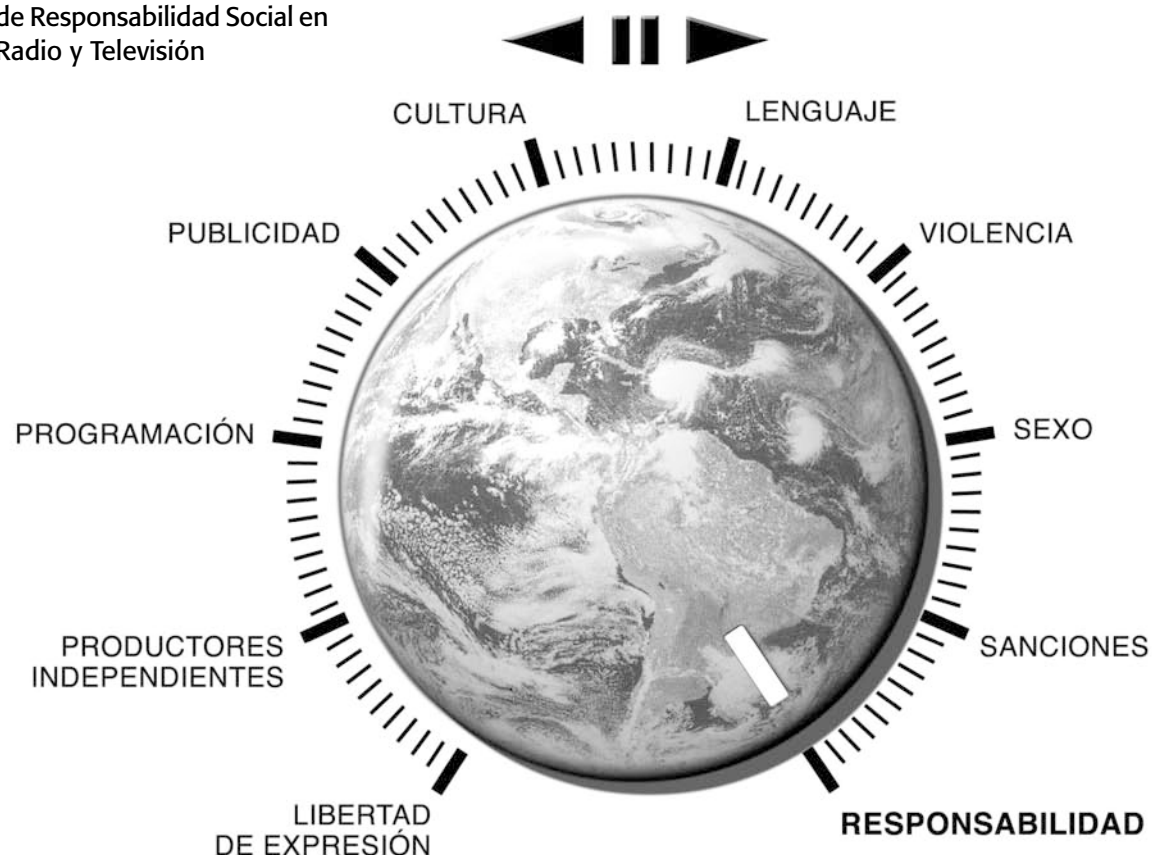 de Responsabilidad Social en
Radio y Televisión
CULTURA
LENGUAJE
PUBLICIDAD
VIOLENCIA
PROGRAMACIÓN
SEXO
PRODUCTORES
INDEPENDIENTES
SANCIONES
LIBERTAD
DE EXPRESIÓN
RESPONSABILIDAD